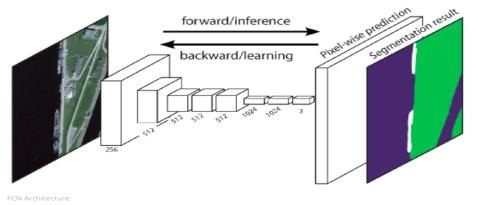 forward/inference
backward/learning
Pixel-wise prediction
Segmentation result
256
512
512
512
512
1024
1024
3
FCN Architecture